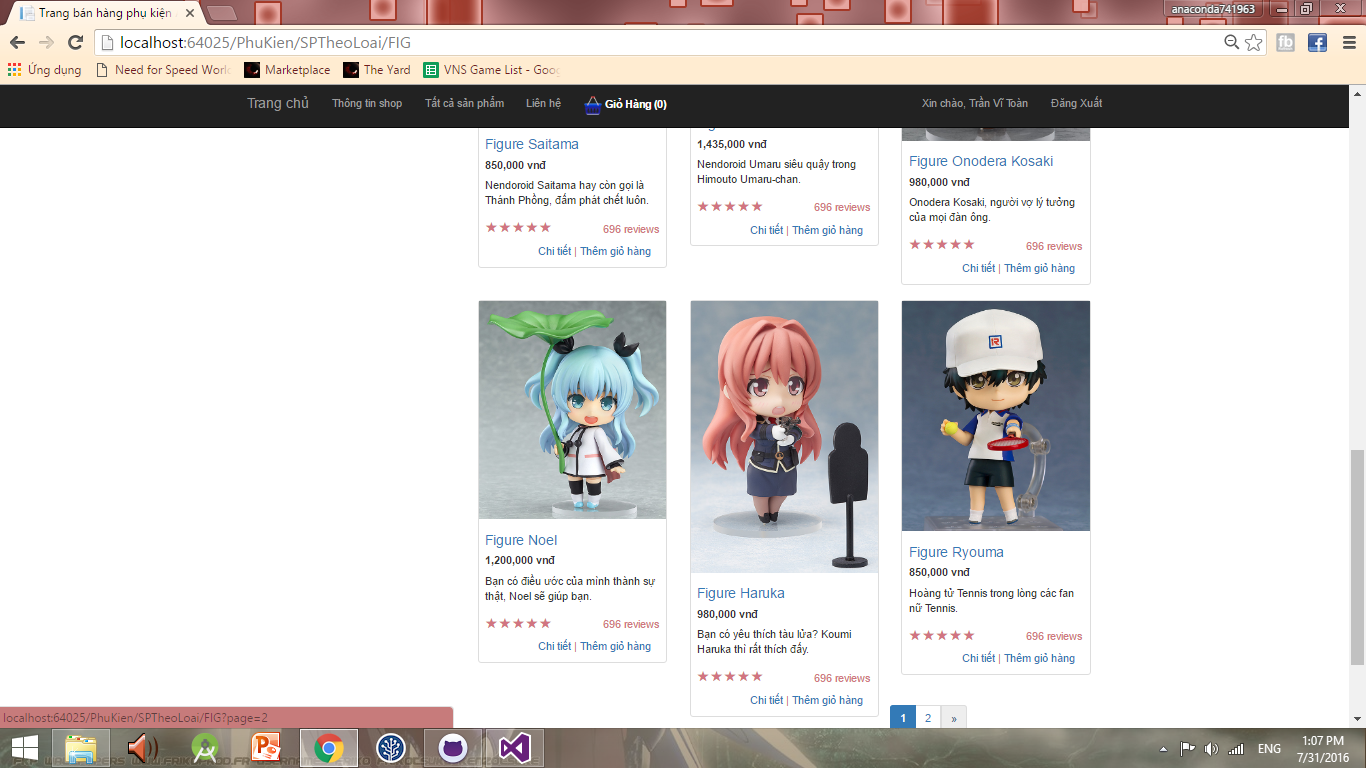 Trang bán hàng phụ kiện
anaconda741963
localhost:64025/PhuKien/SPTheoLoai/FIG
Ứng dụng
Need for Speed World
Marketplace
The Yard
VNS Game List - Goo
Trang chủ
Thông tin shop
Tất cả sản phẩm
Liên hệ
Giỏ Hàng (0)
Xin chào, Trần Vĩ Toàn
Đăng Xuất
Figure Saitama
850,000 vnđ
Nendoroid Saitama hay còn gọi là
Thánh Phồng, đấm phát chết luôn.
★★★★★ 696 reviews
Chi tiết | Thêm giỏ hàng
1,435,000 vnđ
Nendoroid Umaru siêu quậy trong
Himouto Umaru-chan.
★★★★★ 696 reviews
Chi tiết | Thêm giỏ hàng
Figure Onodera Kosaki
980,000 vnđ
Onodera Kosaki, người vợ lý tưởng
của mọi đàn ông.
★★★★★ 696 reviews
Chi tiết | Thêm giỏ hàng
Figure Noel
1,200,000 vnđ
Bạn có điều ước của mình thành sự
thật, Noel sẽ giúp bạn.
★★★★★ 696 reviews
Chi tiết | Thêm giỏ hàng
Figure Haruka
980,000 vnđ
Bạn có yêu thích tàu lửa? Koumi
Haruka thì rất thích đấy.
★★★★★ 696 reviews
Chi tiết | Thêm giỏ hàng
R
Figure Ryouma
850,000 vnđ
Hoàng tử Tennis trong lòng các fan
nữ Tennis.
★★★★★ 696 reviews
Chi tiết | Thêm giỏ hàng
1 2 »
localhost:64025/PhuKien/SPTheoLoai/FIG?page=2
ENG
1:07 PM
7/31/2016